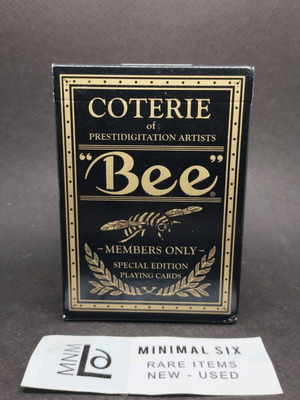 COTERIE
of
PRESTIDIGITATION ARTISTS
"Bee"®
-MEMBERS ONLY-
SPECIAL EDITION
PLAYING CARDS
MNM
MINIMAL SIX
RARE ITEMS
NEW - USED